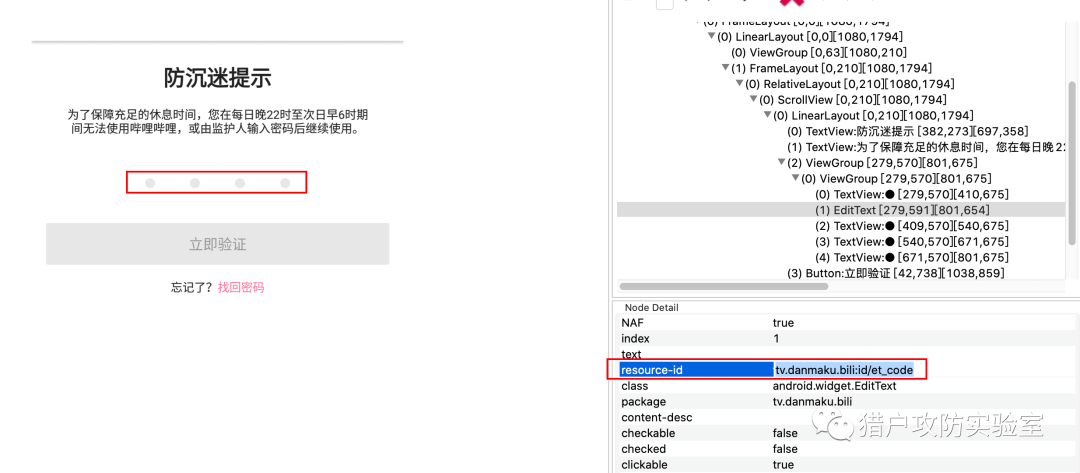 防沉迷提示
为了保障充足的休息时间，您在每日晚22时至次日早6时期
间无法使用哔哩哔哩，或由监护人输入密码后继续使用。
立即验证
忘记了？找回密码
(0) FrameLayout [0,0][1080,1794]
(0) LinearLayout [0,0][1080,1794]
(0) ViewGroup [0,63][1080,210]
(1) FrameLayout [0,210][1080,1794]
(0) RelativeLayout [0,210][1080,1794]
(0) ScrollView [0,210][1080,1794]
(0) LinearLayout [0,210][1080,1794]
(0) TextView:防沉迷提示 [382,273][697,358]
(1) TextView:为了保障充足的休息时间，您在每日晚22
(2) ViewGroup [279,570][801,675]
(0) ViewGroup [279,570][801,675]
(0) TextView:● [279,570][410,675]
(1) EditText [279,591][801,654]
(2) TextView:● [409,570][540,675]
(3) TextView:● [540,570][671,675]
(4) TextView:● [671,570][801,675]
(3) Button:立即验证 [42,738][1038,859]
Node Detail
NAF true
index 1
text
resource-id tv.danmaku.bili:id/et_code
class android.widget.EditText
package tv.danmaku.bili
content-desc
checkable false
checked false
clickable true
猎户攻防实验室